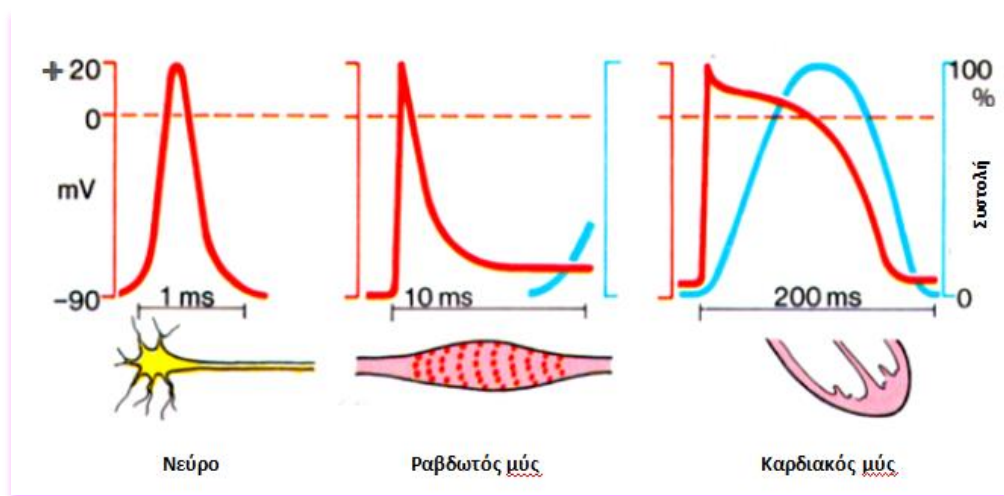 +20
0
mV
−90
1 ms
10 ms
200 ms
100
%
Συστολή
0
Νεύρο
Ραβδωτός μύς
Καρδιακός μύς